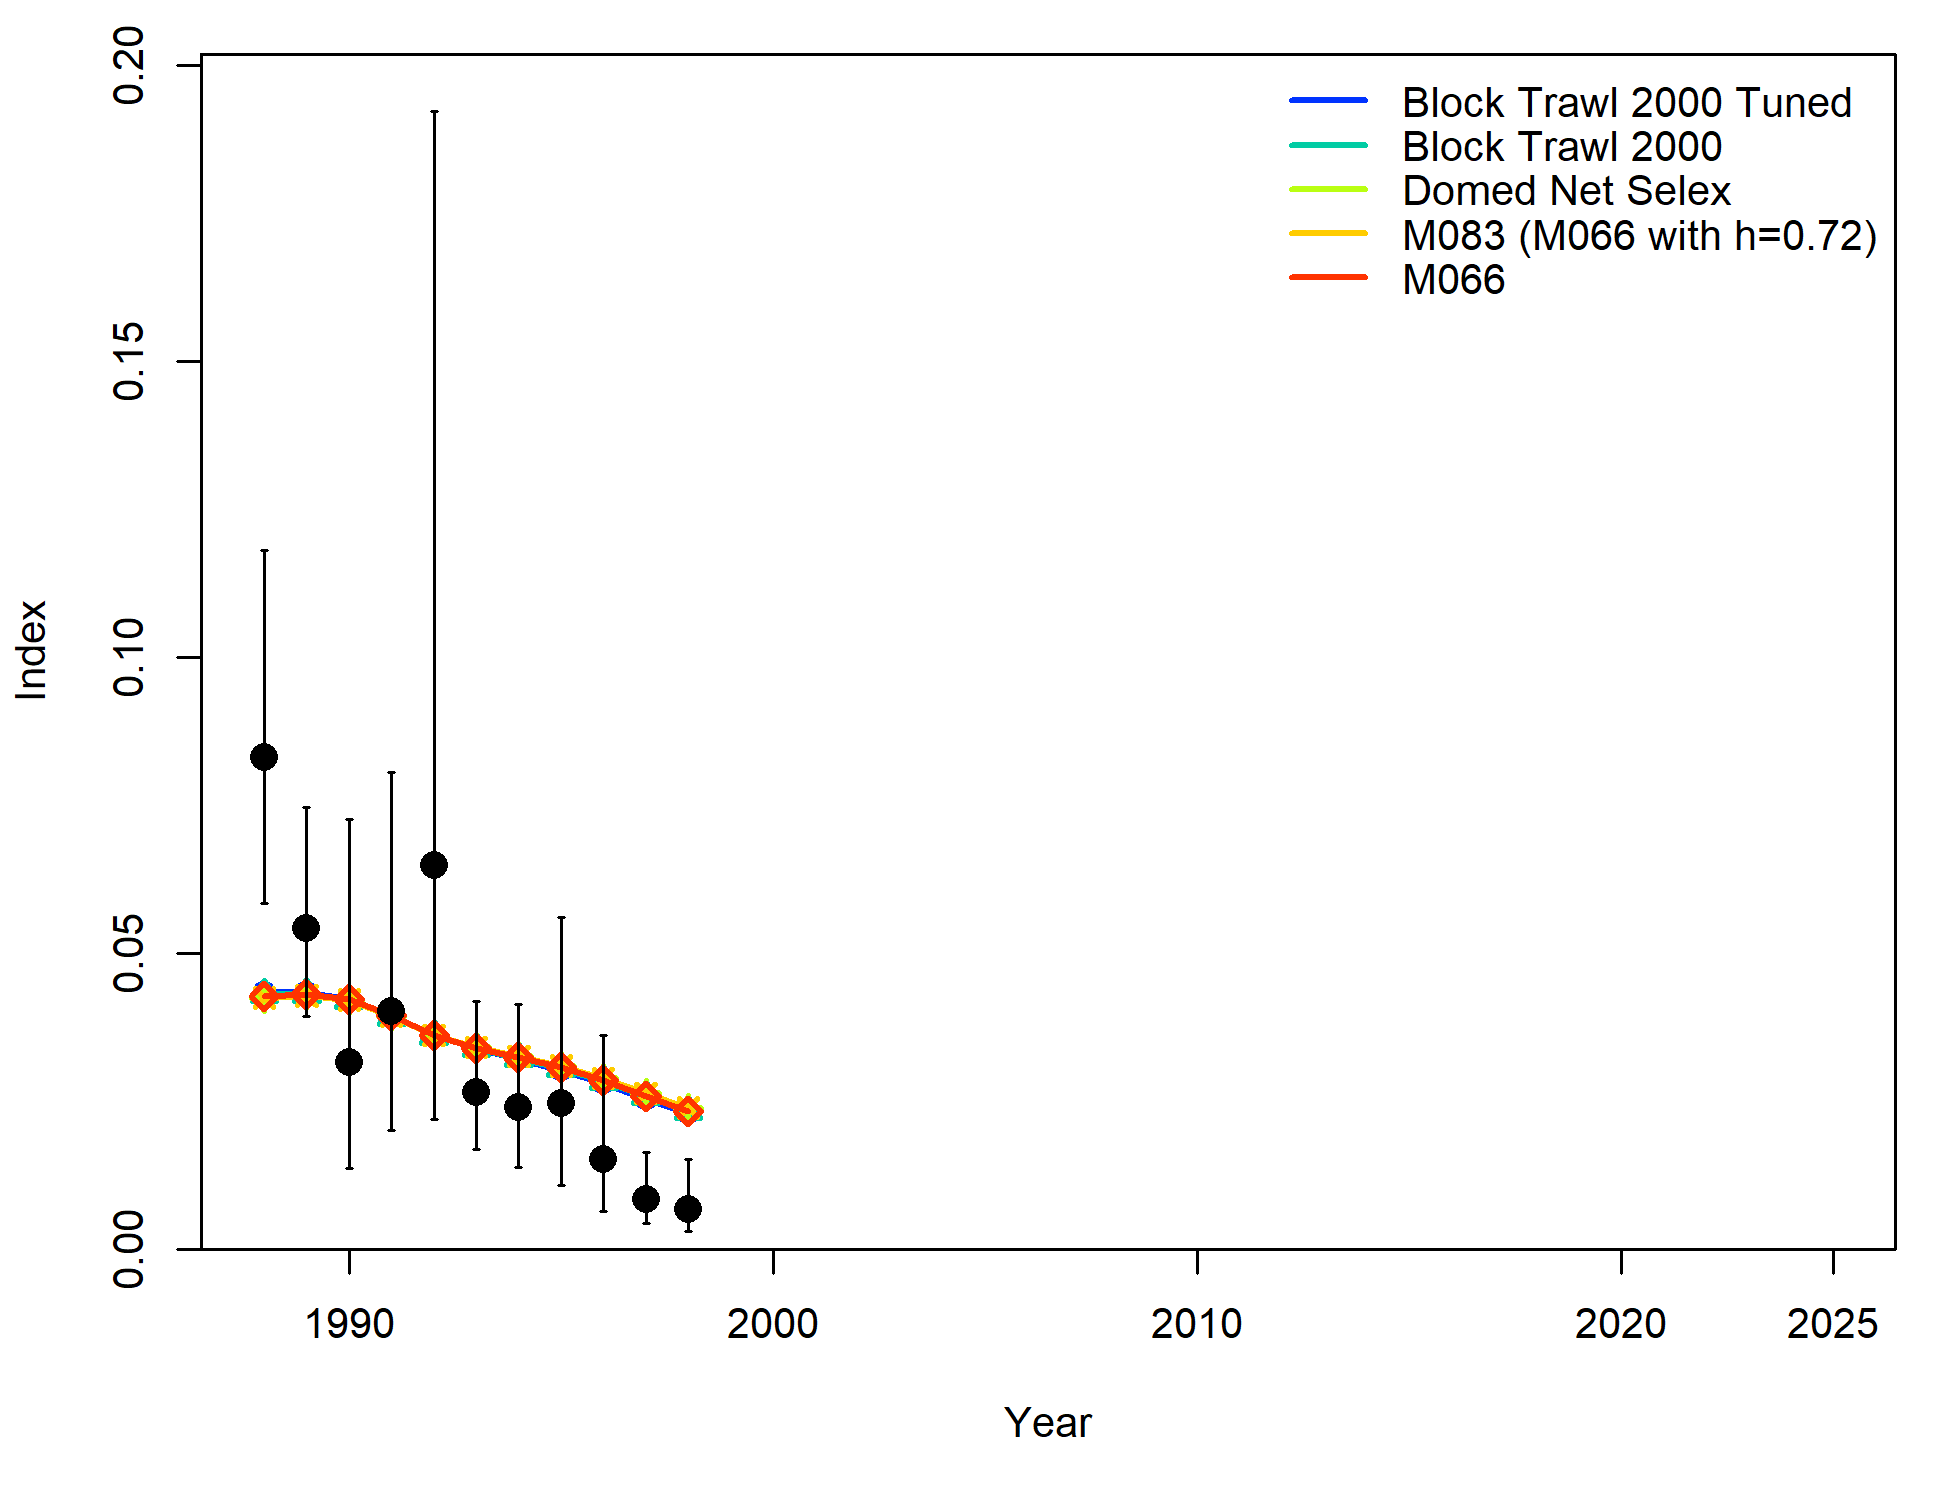 Block Trawl 2000 Tuned
Block Trawl 2000
Domed Net Selex
M083 (M066 with h=0.72)
M066
0.20
0.15
0.10
0.05
0.00
Index
1990
2000
2010
2020
2025
Year